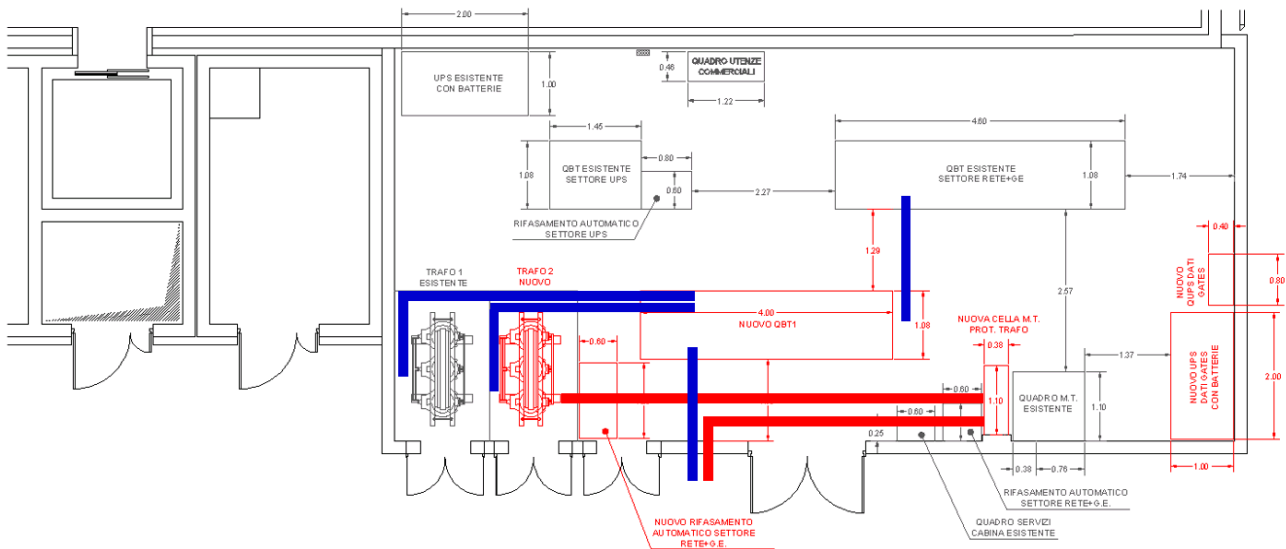 2.00
UPS ESISTENTE
CON BATTERIE
1.00
0.46
QUADRO UTENZE
COMMERCIALI
1.22
1.45
4.60
1.08
QBT ESISTENTE
SETTORE UPS
0.80
0.60
2.27
QBT ESISTENTE
SETTORE RETE+GE
1.08
1.74
RIFASAMENTO AUTOMATICO
SETTORE UPS
TRAFO 1
ESISTENTE
TRAFO 2
NUOVO
1.29
2.57
0.40
NUOVO
QUPS DATI
GATES
0.80
4.00
NUOVO QBT1
1.08
NUOVA CELLA M.T.
PROT. TRAFO
0.38
0.60
1.37
NUOVO UPS
DATI GATES
CON BATTERIE
2.00
0.60
1.10
QUADRO M.T.
ESISTENTE
1.10
0.60
0.25
0.38
0.76
1.00
RIFASAMENTO AUTOMATICO
SETTORE RETE+G.E.
QUADRO SERVIZI
CABINA ESISTENTE
NUOVO RIFASAMENTO
AUTOMATICO SETTORE
RETE+G.E.